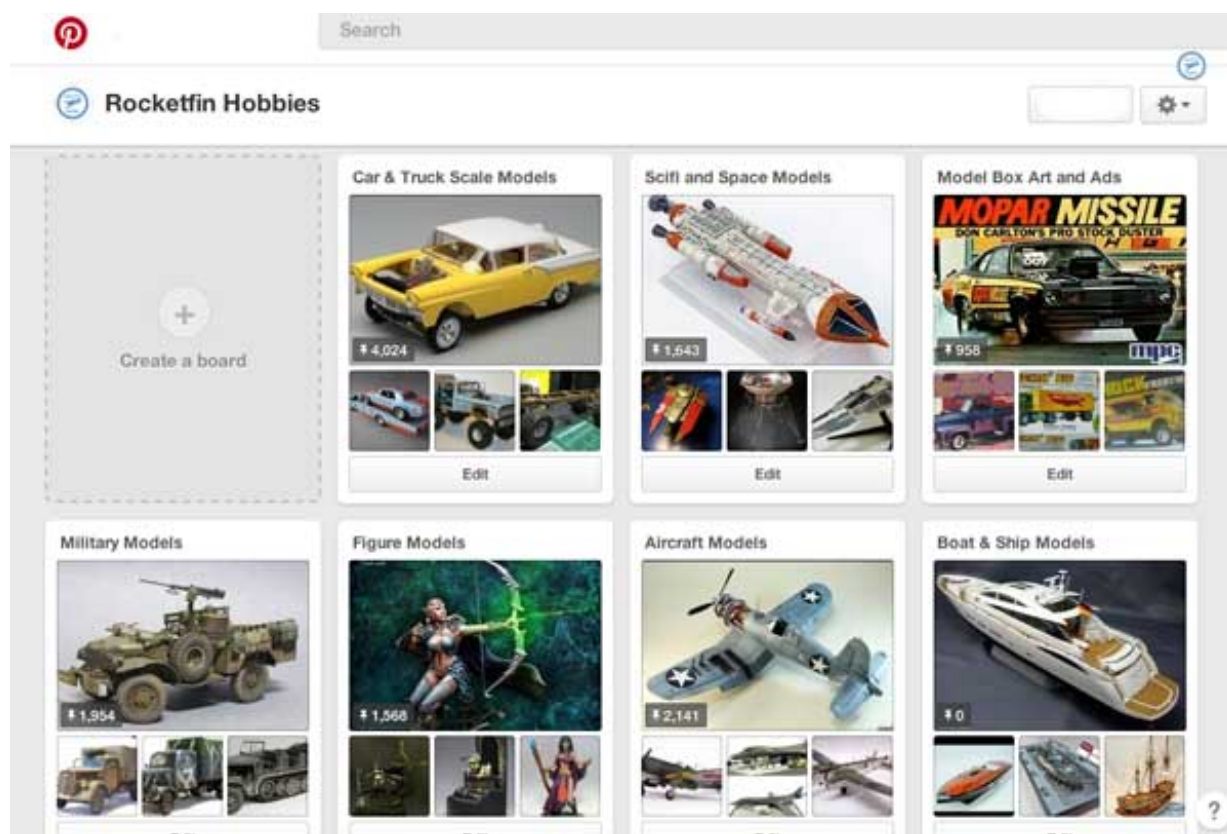 Search
Rocketfin Hobbies
Create a board
Car & Truck Scale Models
4,024
Edit
Scifi and Space Models
1,643
Edit
Model Box Art and Ads
MOPAR MISSILE
DON CARLTON'S PRO STOCK DUSTER
mpc
958
Edit
Military Models
1,954
Figure Models
1,568
Aircraft Models
2,141
Boat & Ship Models
0
?